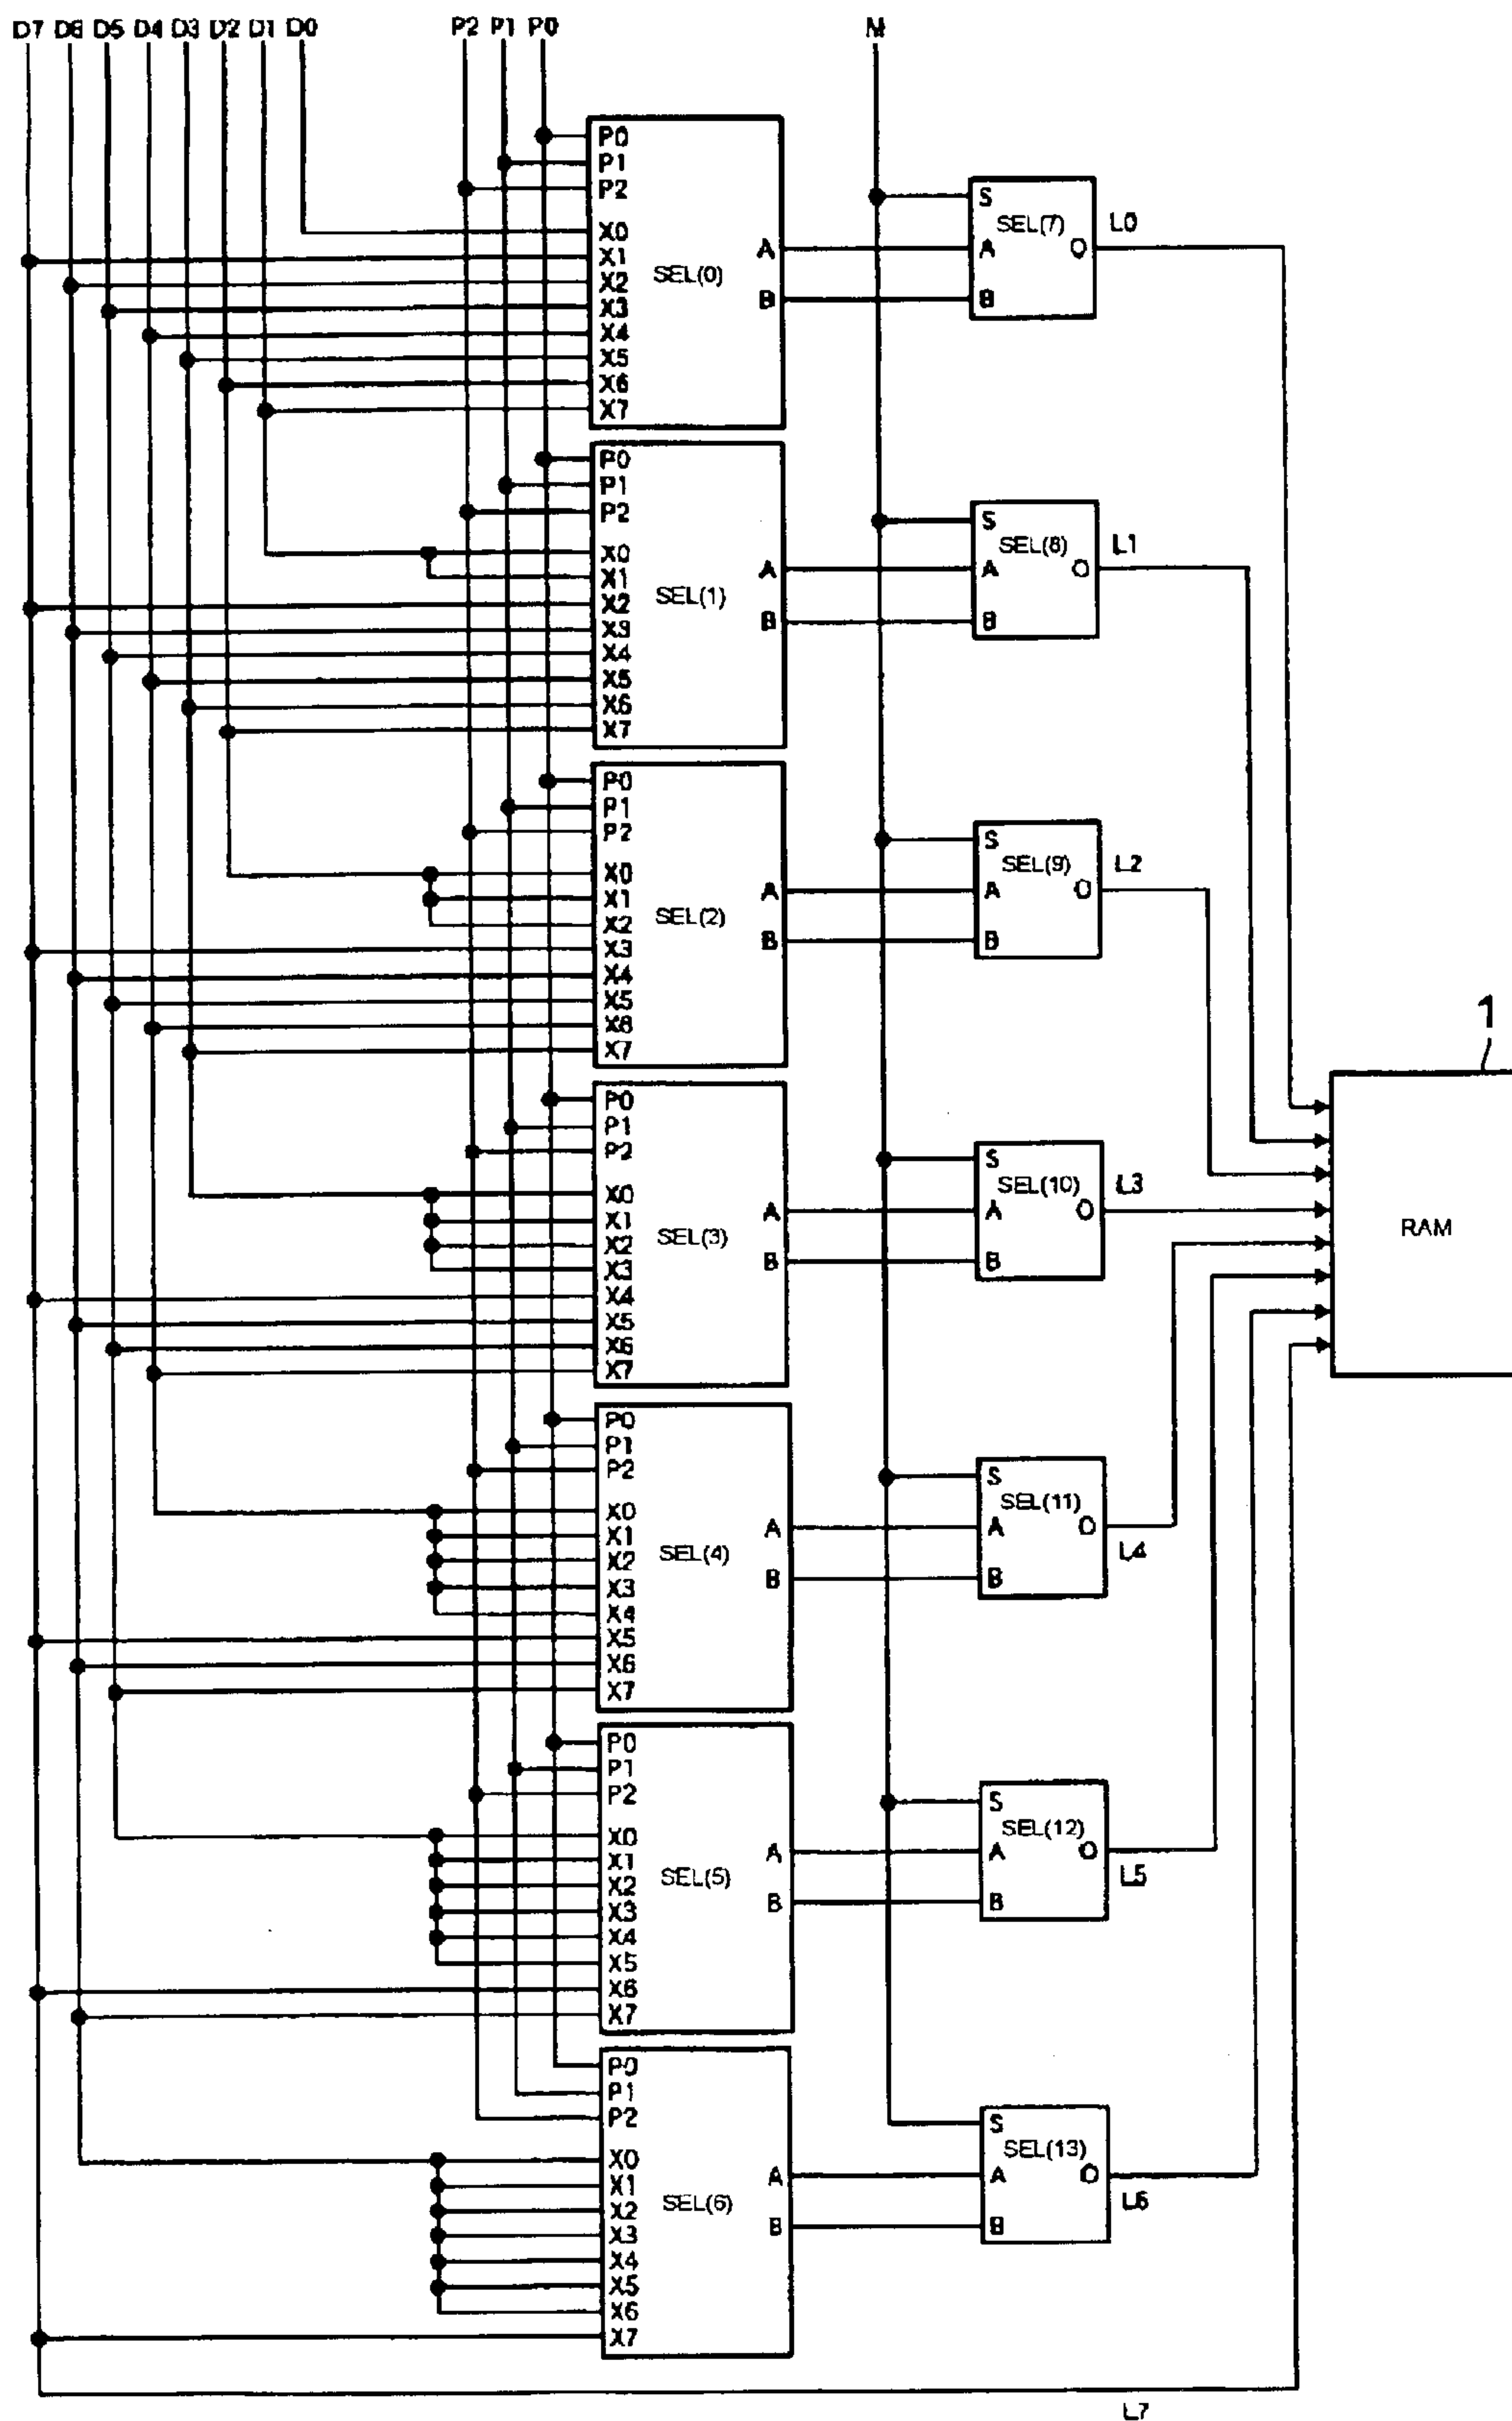 D7 D6 D5 D4 D3 D2 D1 D0 P2 P1 P0 M
P0
P1
P2
X0
X1
X2
X3
X4
X5
X6
X7
SEL(0)
A
B
S
SEL(7)
A
O
B
L0
P0
P1
P2
X0
X1
X2
X3
X4
X5
X6
X7
SEL(1)
A
B
S
SEL(8)
A
O
B
L1
P0
P1
P2
X0
X1
X2
X3
X4
X5
X6
X7
SEL(2)
A
B
S
SEL(9)
A
O
B
L2
P0
P1
P2
X0
X1
X2
X3
X4
X5
X6
X7
SEL(3)
A
B
S
SEL(10)
A
O
B
L3
1
RAM
P0
P1
P2
X0
X1
X2
X3
X4
X5
X6
X7
SEL(4)
A
B
S
SEL(11)
A
O
B
L4
P0
P1
P2
X0
X1
X2
X3
X4
X5
X6
X7
SEL(5)
A
B
S
SEL(12)
A
O
B
L5
P0
P1
P2
X0
X1
X2
X3
X4
X5
X6
X7
SEL(6)
A
B
S
SEL(13)
A
O
B
L6
L7